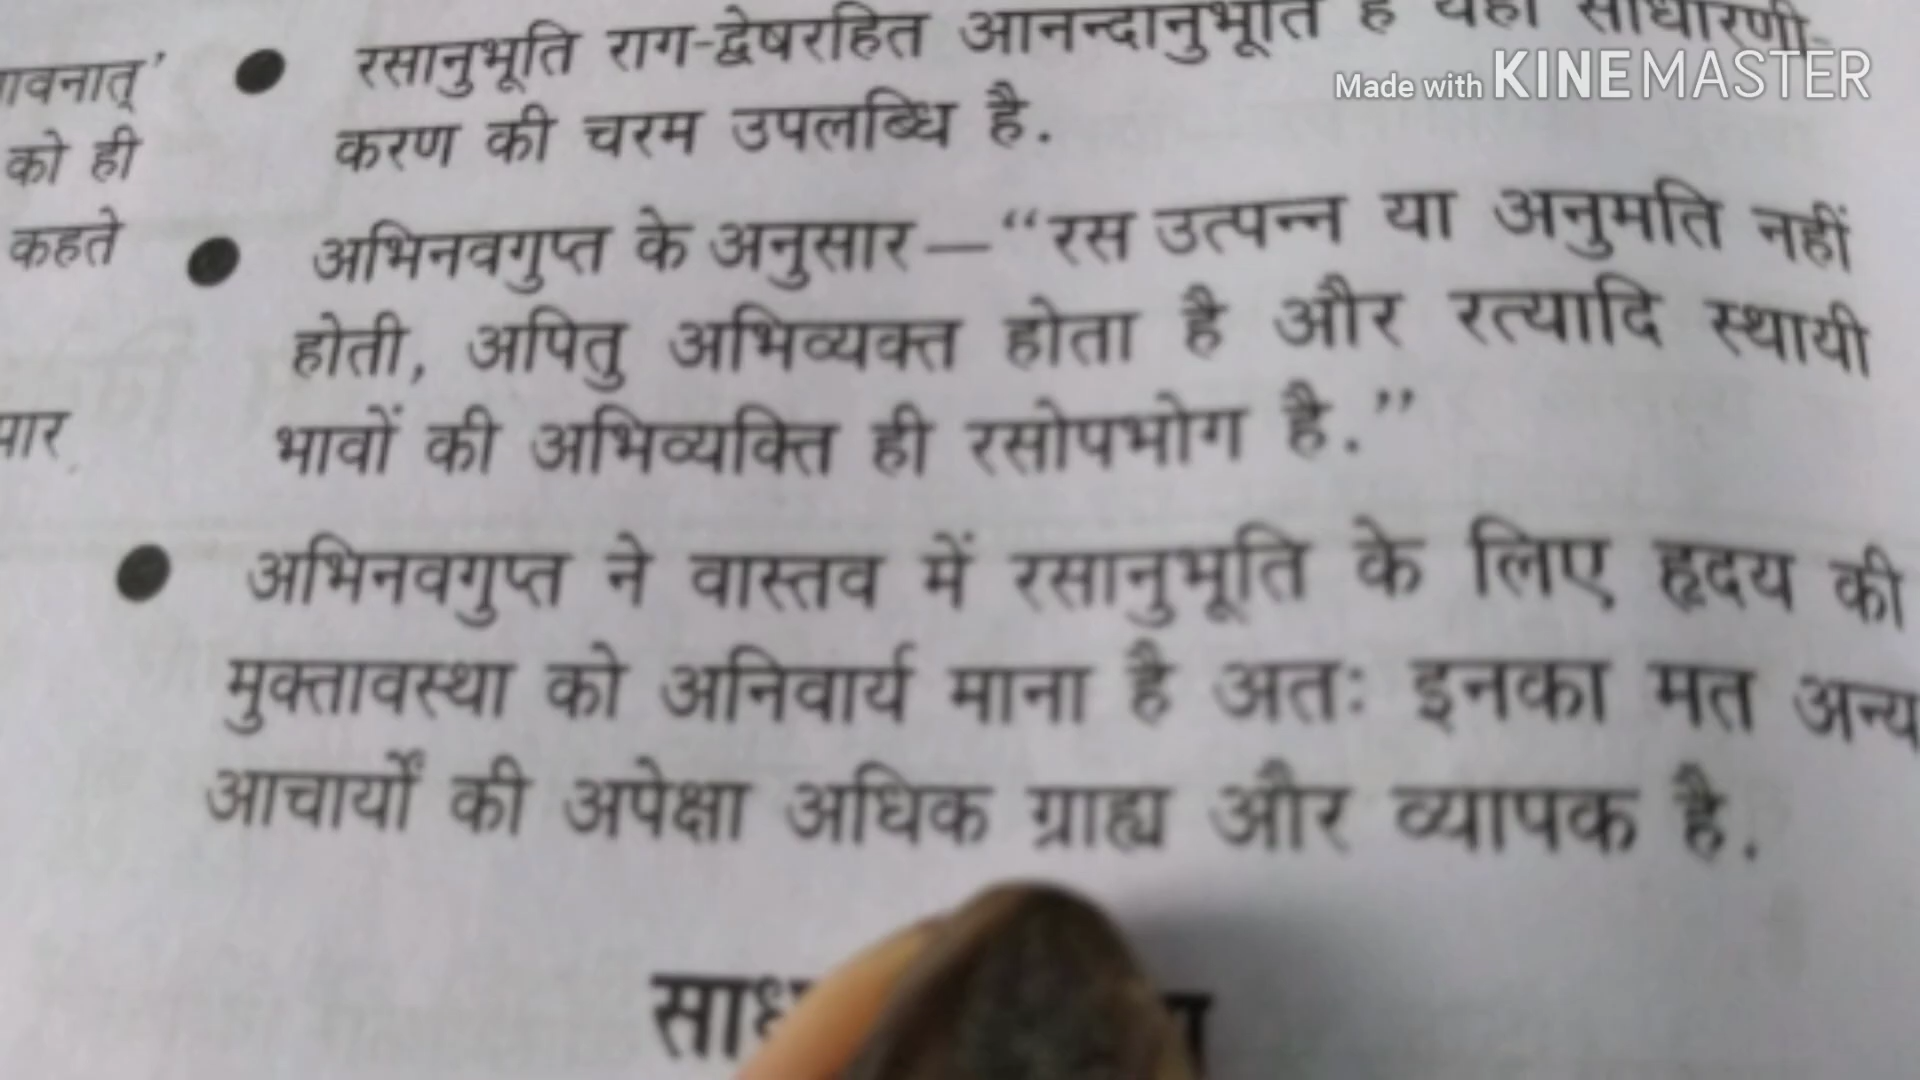 रसानुभूति राग-द्वेषरहित आनन्दानुभूति है यही साधारणी-
करण की चरम उपलब्धि है.
अभिनवगुप्त के अनुसार—“रस उत्पन्न या अनुमति नहीं
होती, अपितु अभिव्यक्त होता है और रत्यादि स्थायी
भावों की अभिव्यक्ति ही रसोपभोग है.”
अभिनवगुप्त ने वास्तव में रसानुभूति के लिए हृदय की
मुक्तावस्था को अनिवार्य माना है अतः इनका मत अन्य
आचार्यों की अपेक्षा अधिक ग्राह्य और व्यापक है.
को ही
कहते
Made with KINEMASTER